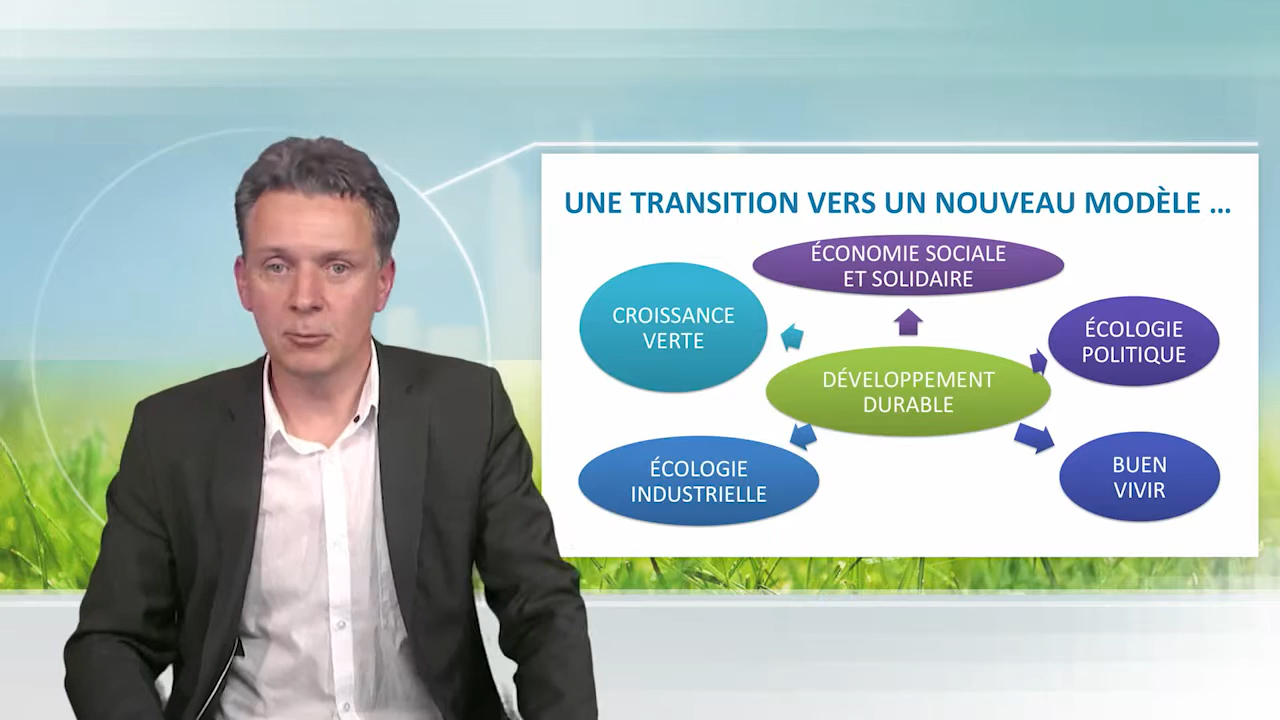 UNE TRANSITION VERS UN NOUVEAU MODÈLE ...
ÉCONOMIE SOCIALE
ET SOLIDAIRE
CROISSANCE
VERTE
ÉCOLOGIE
POLITIQUE
DÉVELOPPEMENT
DURABLE
ÉCOLOGIE
INDUSTRIELLE
BUEN
VIVIR